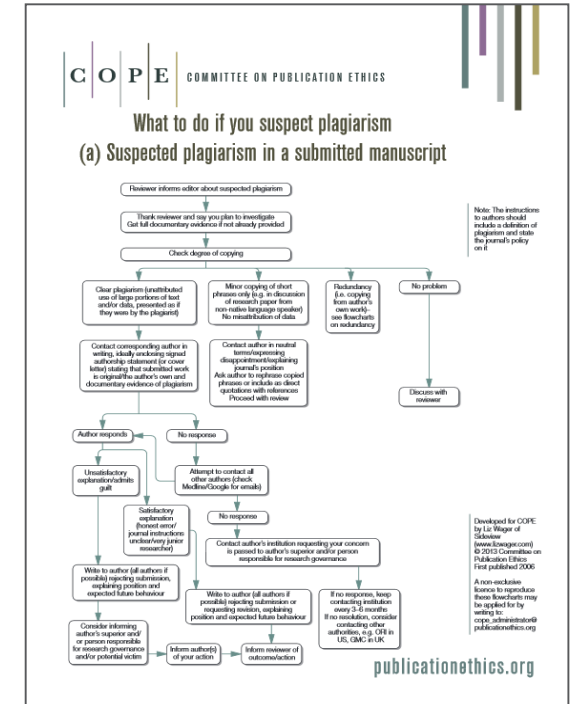 COPE COMMITTEE ON PUBLICATION ETHICS
What to do if you suspect plagiarism
(a) Suspected plagiarism in a submitted manuscript
Reviewer informs editor about suspected plagiarism
Thank reviewer and say you plan to investigate
Get full documentary evidence if not already provided
Check degree of copying
Note: The instructions
to authors should
include a definition of
plagiarism and state
the journal's policy
on it
Clear plagiarism (unattributed
use of large portions of text
and/or data, presented as if
they were by the plagiarist)
Minor copying of short
phrases only (e.g. in discussion
of research paper from
non-native language speaker)
No misattribution of data
Redundancy
(i.e. copying
from author's
own work)–
see flowcharts
on redundancy
No problem
Contact corresponding author in
writing, ideally enclosing signed
authorship statement (or cover
letter) stating that submitted work
is original/the author's own and
documentary evidence of plagiarism
Contact author in neutral
terms/expressing
disappointment/explaining
journal's position
Ask author to rephrase copied
phrases or include as direct
quotations with references
Proceed with review
Discuss with
reviewer
Author responds
No response
Unsatisfactory
explanation/admits
guilt
Attempt to contact all
other authors (check
Medline/Google for emails)
Satisfactory
explanation
(honest error/
journal instructions
unclear/very junior
researcher)
No response
Contact author's institution requesting your concern
is passed to author's superior and/or person
responsible for research governance
Write to author (all authors if
possible) rejecting submission,
explaining position and
expected future behaviour
Write to author (all authors if
possible) rejecting submission or
requesting revision, explaining
position and expected future behaviour
If no response, keep
contacting institution
every 3–6 months
If no resolution, consider
contacting other
authorities, e.g. ORI in
US, GMC in UK
Consider informing
author's superior and/
or person responsible
for research governance
and/or potential victim
Inform author(s)
of your action
Inform reviewer of
outcome/action
Developed for COPE
by Liz Wager of
Sideview
(www.lizwager.com)
© 2013 Committee on
Publication Ethics
First published 2006
A non-exclusive
licence to reproduce
these flowcharts may
be applied for by
writing to:
cope_administrator@
publicationethics.org
publicationethics.org